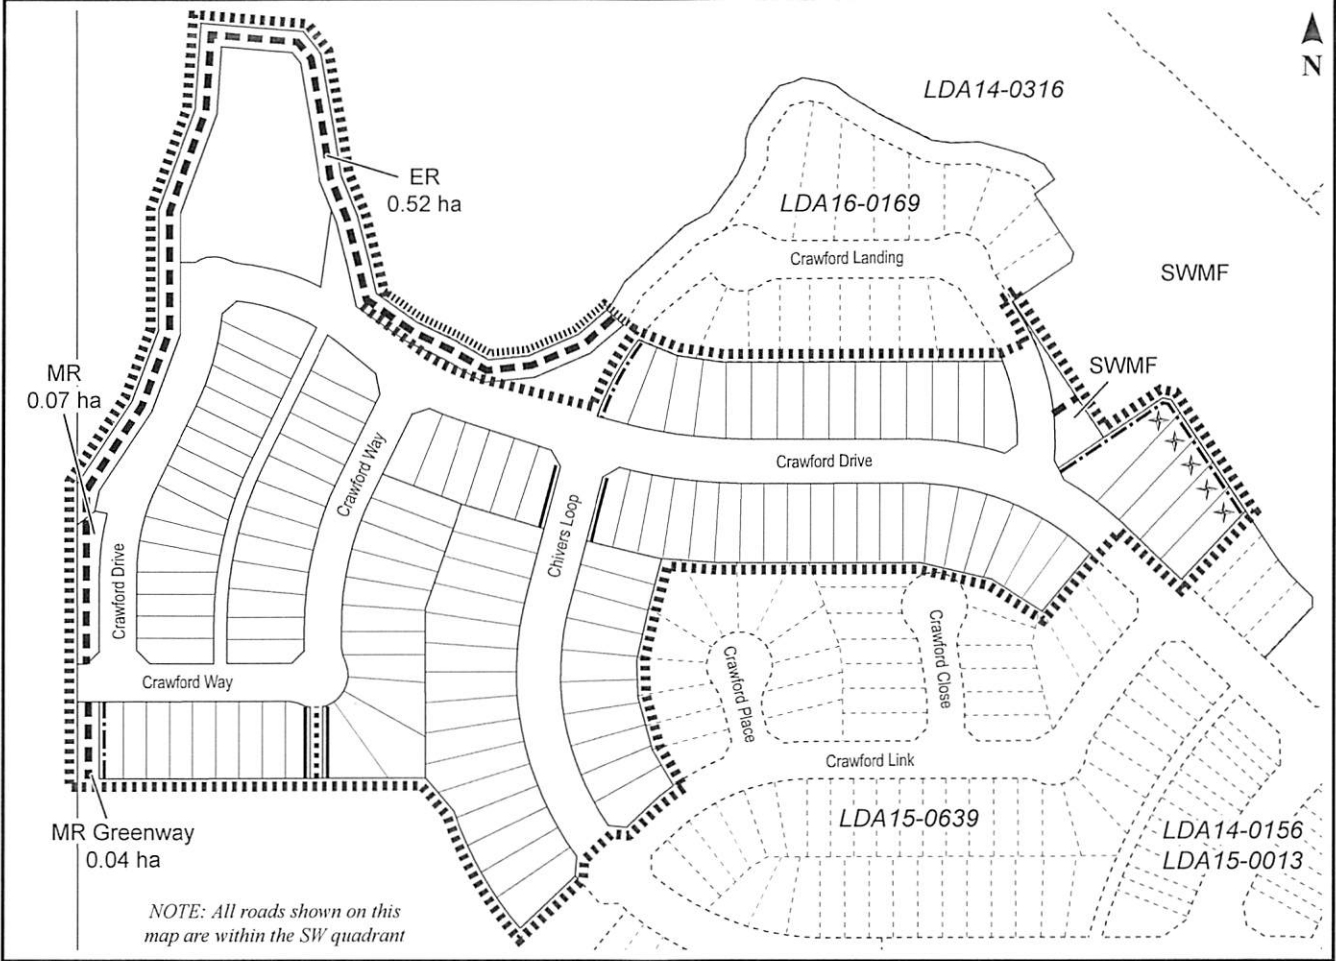 N
LDA14-0316
ER
0.52 ha
LDA16-0169
Crawford Landing
SWMF
SWMF
MR
0.07 ha
Crawford Way
Crawford Drive
Chivers Loop
Crawford Drive
Crawford Way
Crawford Place
Crawford Close
Crawford Link
LDA15-0639
LDA14-0156
LDA15-0013
MR Greenway
0.04 ha
NOTE: All roads shown on this
map are within the SW quadrant